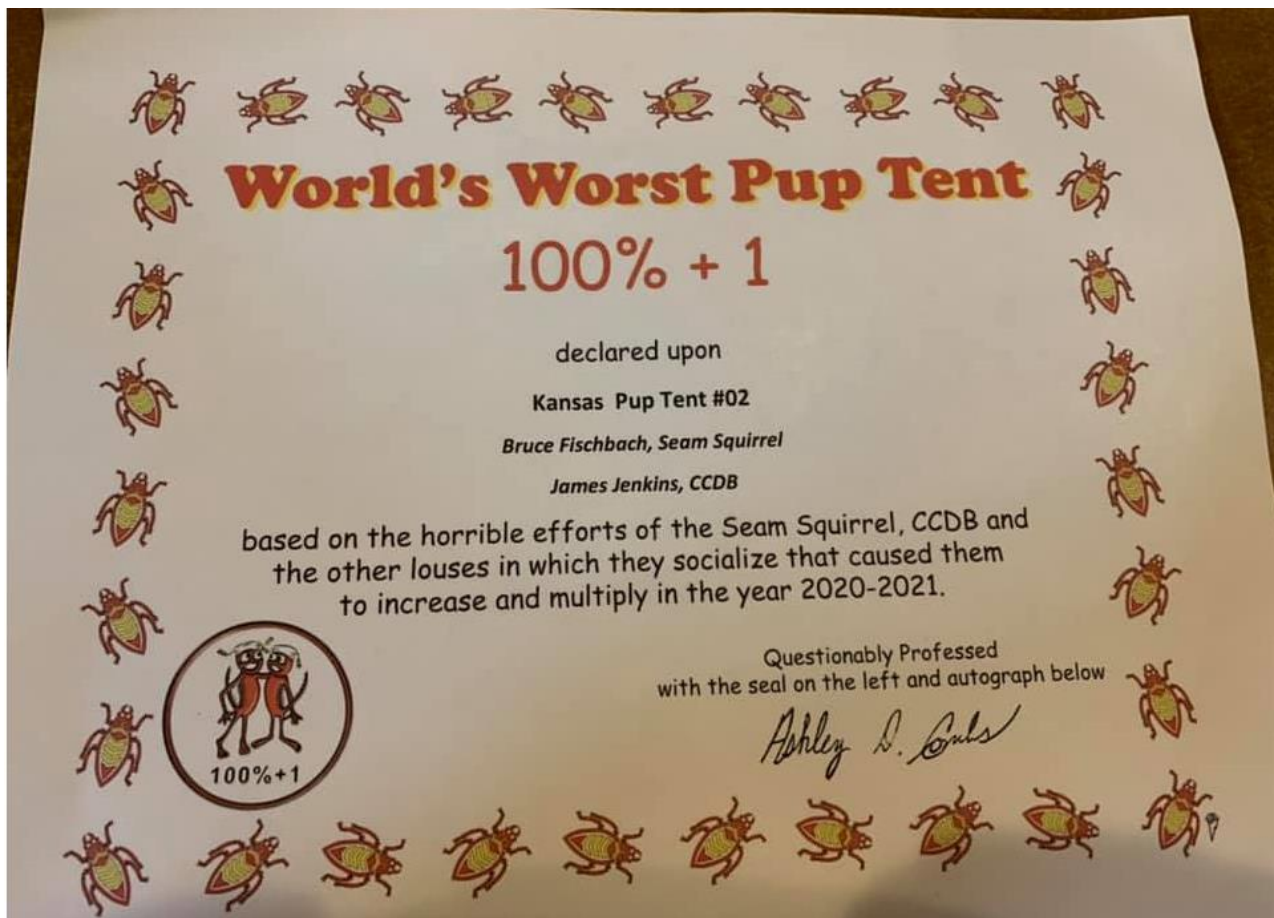 World's Worst Pup Tent
100% + 1
declared upon
Kansas Pup Tent #02
Bruce Fischbach, Seam Squirrel
James Jenkins, CCDB
based on the horrible efforts of the Seam Squirrel, CCDB and
the other louses in which they socialize that caused them
to increase and multiply in the year 2020-2021.
100%+1
Questionably Professed
with the seal on the left and autograph below
Ashley D.